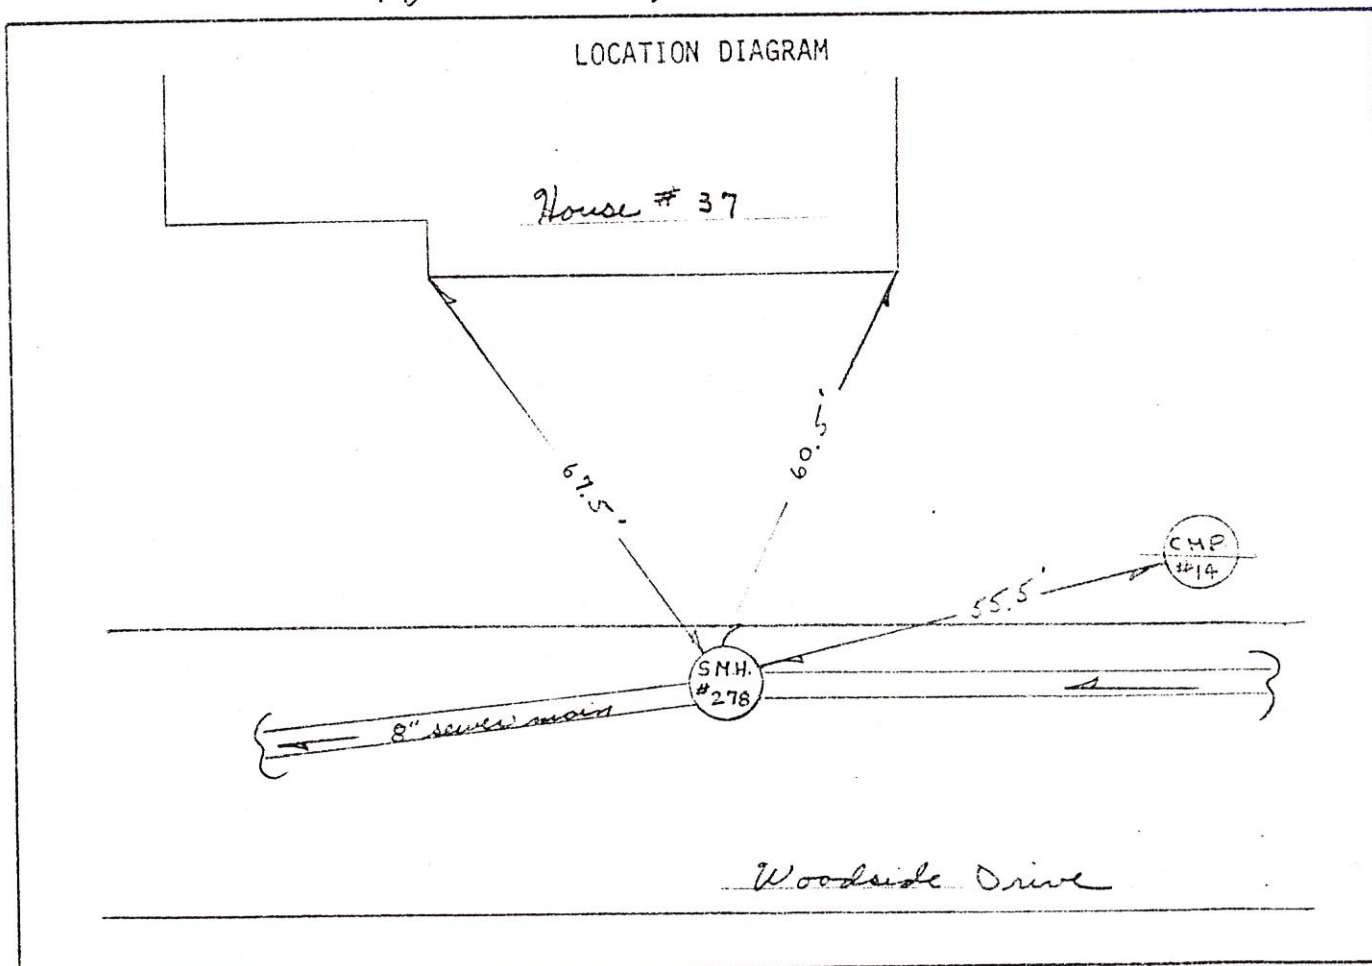 LOCATION DIAGRAM
House # 37
67.5'
60.5'
55.5'
C M P.
#14
S M.H.
#278
8" sewer main
Woodside Drive